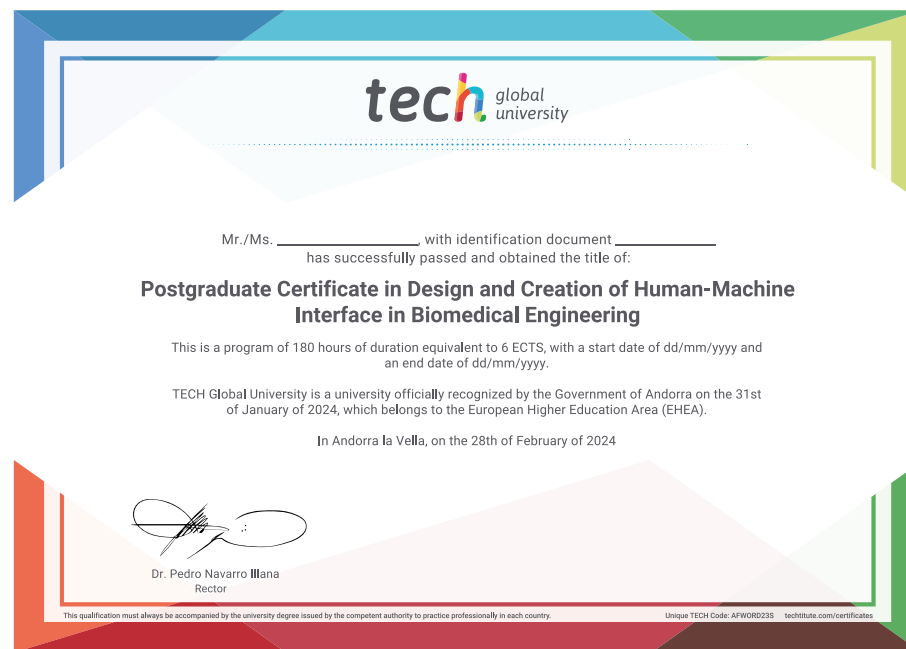 tech global university
Mr./Ms. ____________, with identification document ____________
has successfully passed and obtained the title of:
Postgraduate Certificate in Design and Creation of Human-Machine
Interface in Biomedical Engineering
This is a program of 180 hours of duration equivalent to 6 ECTS, with a start date of dd/mm/yyyy and
an end date of dd/mm/yyyy.
TECH Global University is a university officially recognized by the Government of Andorra on the 31st
of January of 2024, which belongs to the European Higher Education Area (EHEA).
In Andorra la Vella, on the 28th of February of 2024
Dr. Pedro Navarro Illana
Rector
This qualification must always be accompanied by the university degree issued by the competent authority to practice professionally in each country.
Unique TECH Code: AFWORD23S techtitute.com/certificates